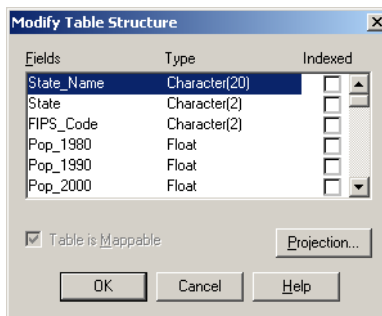 Modify Table Structure
Fields Type Indexed
State_Name Character(20)
State Character(2)
FIPS_Code Character(2)
Pop_1980 Float
Pop_1990 Float
Pop_2000 Float
Table is Mappable
Projection...
OK Cancel Help